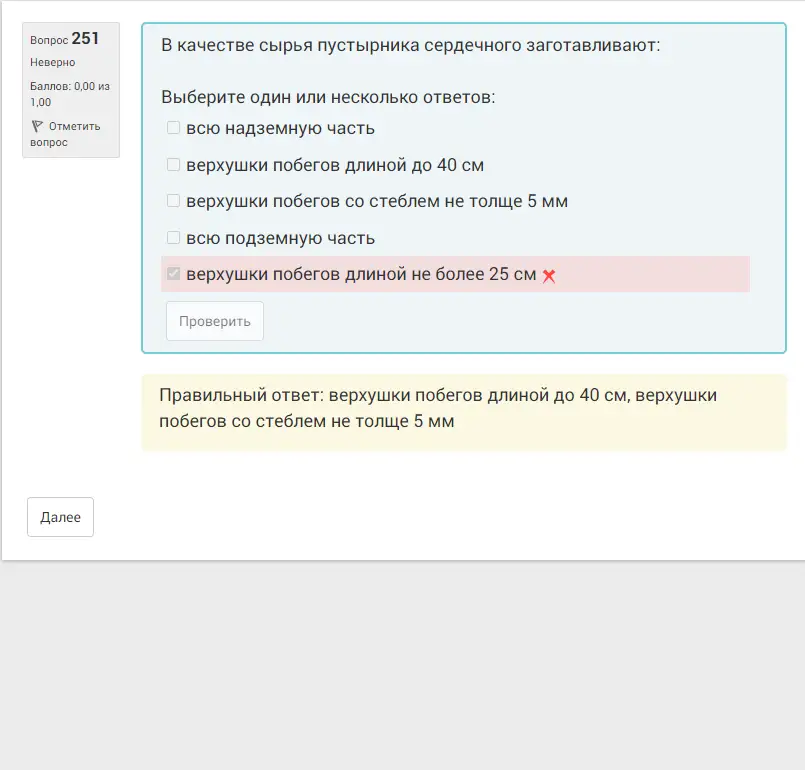 Вопрос 251
Неверно
Баллов: 0,00 из
1,00
Отметить
вопрос
В качестве сырья пустырника сердечного заготавливают:
Выберите один или несколько ответов:
всю надземную часть
верхушки побегов длиной до 40 см
верхушки побегов со стеблем не толще 5 мм
всю подземную часть
верхушки побегов длиной не более 25 см
Проверить
Правильный ответ: верхушки побегов длиной до 40 см, верхушки
побегов со стеблем не толще 5 мм
Далее